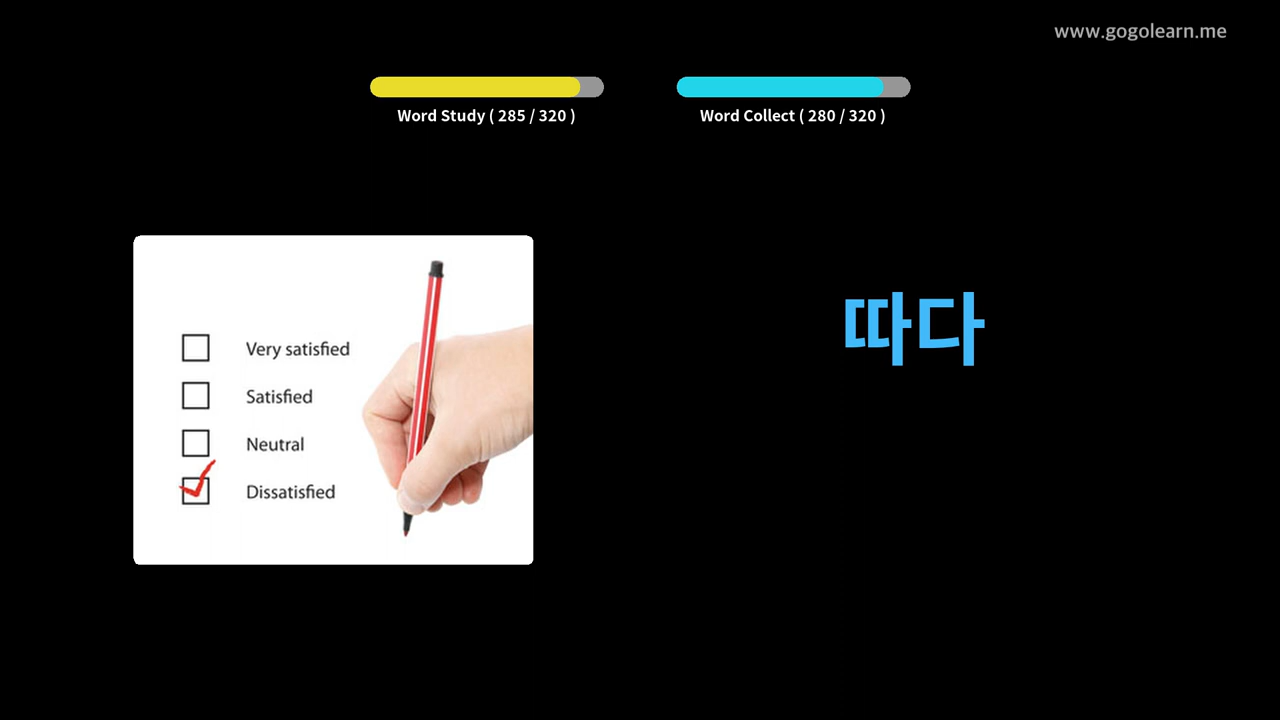 www.gogolearn.me
Word Study ( 285 / 320 )
Word Collect ( 280 / 320 )
Very satisfied
Satisfied
Neutral
Dissatisfied
따다